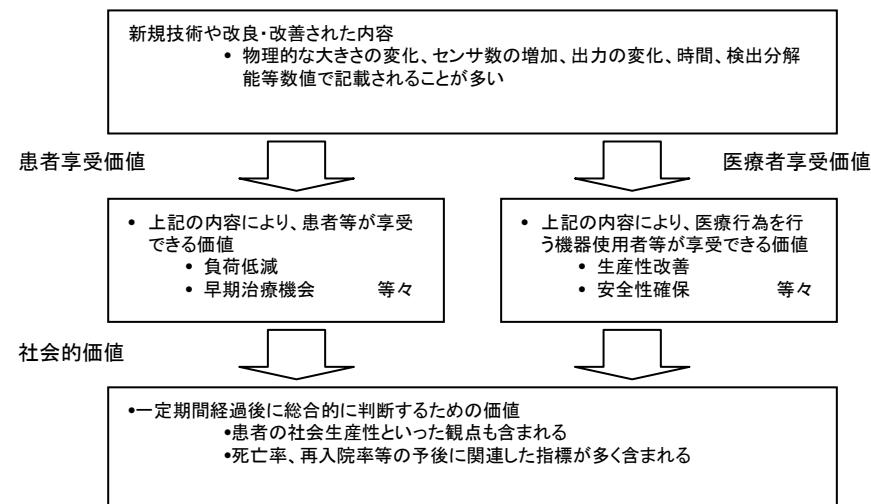 新規技術や改良・改善された内容
• 物理的な大きさの変化、センサ数の増加、出力の変化、時間、検出分解
能等数値で記載されることが多い
患者享受価値
医療者享受価値
• 上記の内容により、患者等が享受
できる価値
• 負荷低減
• 早期治療機会 等々
• 上記の内容により、医療行為を行
う機器使用者等が享受できる価値
• 生産性改善
• 安全性確保 等々
社会的価値
•一定期間経過後に総合的に判断するための価値
•患者の社会生産性といった観点も含まれる
•死亡率、再入院率等の予後に関連した指標が多く含まれる